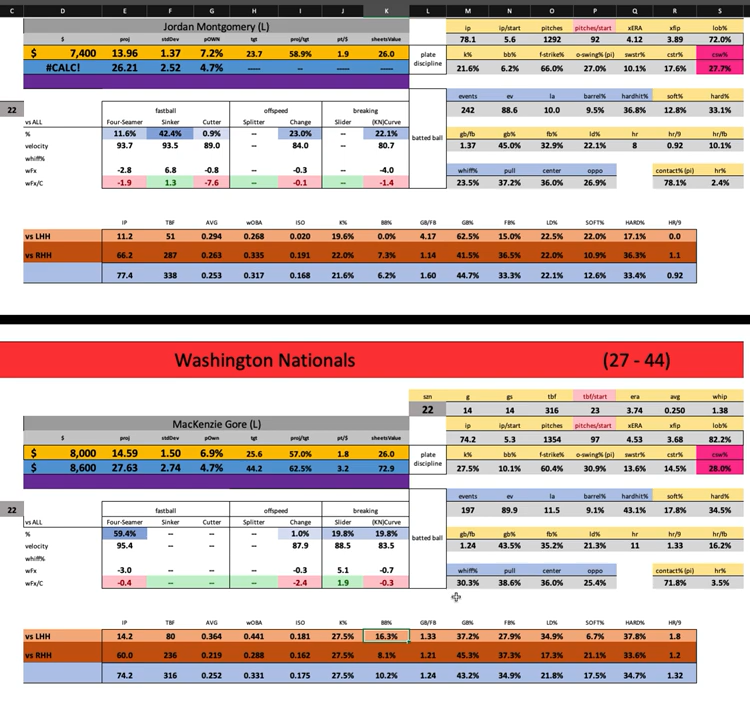 C D E F G H I J K L M N O P Q R S
Jordan Montgomery (L) ip ip/start pitches pitches/start xERA xfip lob%
$ proj stdDev pOWN tgt proj/tgt pt/$ sheetsValue 78.1 5.6 1292 92 4.12 3.89 72.0%
$ 7,400 13.96 1.37 7.2% 23.7 58.9% 1.9 26.0 plate discipline k% bb% f-strike% o-swing% (pi) swstr% cstr% csw%
#CALC! 26.21 2.52 4.7% ---- -- ---- ---- 21.6% 6.2% 66.0% 27.0% 10.1% 17.6% 27.7%
events ev la barrel% hardhit% soft% hard%
22 fastball offspeed breaking batted ball 242 88.6 10.0 9.5% 36.8% 12.8% 33.1%
vs ALL Four-Seamer Sinker Cutter Splitter Change Slider (KN)Curve
% 11.6% 42.4% 0.9% -- 23.0% -- 22.1% gb/fb gb% fb% ld% hr hr/9 hr/fb
velocity 93.7 93.5 89.0 -- 84.0 -- 80.7 1.37 45.0% 32.9% 22.1% 8 0.92 10.1%
whiff%
wFx -2.8 6.8 -0.8 -- -0.3 -- -4.0 whiff% pull center oppo contact% (pi) hr%
wFx/C -1.9 1.3 -7.6 -- -0.1 -- -1.4 23.5% 37.2% 36.0% 26.9% 78.1% 2.4%
IP TBF AVG wOBA ISO K% BB% GB/FB GB% FB% LD% SOFT% HARD% HR/9
vs LHH 11.2 51 0.294 0.268 0.020 19.6% 0.0% 4.17 62.5% 15.0% 22.5% 22.0% 17.1% 0.0
vs RHH 66.2 287 0.263 0.335 0.191 22.0% 7.3% 1.14 41.5% 36.5% 22.0% 10.9% 36.3% 1.1
77.4 338 0.253 0.317 0.168 21.6% 6.2% 1.60 44.7% 33.3% 22.1% 12.6% 33.4% 0.92
Washington Nationals (27 - 44)
szn g gs tbf tbf/start era avg whip
22 14 14 316 23 3.74 0.250 1.38
MacKenzie Gore (L) ip ip/start pitches pitches/start xERA xfip lob%
$ proj stdDev pOwn tgt proj/tgt pt/$ sheetsValue 74.2 5.3 1354 97 4.53 3.68 82.2%
$ 8,000 14.59 1.50 6.9% 25.6 57.0% 1.8 26.0 plate discipline k% bb% f-strike% o-swing% (pi) swstr% cstr% csw%
$ 8,600 27.63 2.74 4.7% 44.2 62.5% 3.2 72.9 27.5% 10.1% 60.4% 30.9% 13.6% 14.5% 28.0%
events ev la barrel% hardhit% soft% hard%
22 fastball offspeed breaking batted ball 197 89.9 11.5 9.1% 43.1% 17.8% 34.5%
vs ALL Four-Seamer Sinker Cutter Splitter Change Slider (KN)Curve
% 59.4% -- -- -- 1.0% 19.8% 19.8% gb/fb gb% fb% ld% hr hr/9 hr/fb
velocity 95.4 -- -- -- 87.9 88.5 83.5 1.24 43.5% 35.2% 21.3% 11 1.33 16.2%
whiff%
wFx -3.0 -- -- -- -0.3 5.1 -0.7 whiff% pull center oppo contact% (pi) hr%
wFx/C -0.4 -- -- -- -2.4 1.9 -0.3 30.3% 38.6% 36.0% 25.4% 71.8% 3.5%
IP TBF AVG wOBA ISO K% BB% GB/FB GB% FB% LD% SOFT% HARD% HR/9
vs LHH 14.2 80 0.364 0.441 0.181 27.5% 16.3% 1.33 37.2% 27.9% 34.9% 6.7% 37.8% 1.8
vs RHH 60.0 236 0.219 0.288 0.162 27.5% 8.1% 1.21 45.3% 37.3% 17.3% 21.1% 33.6% 1.2
74.2 316 0.252 0.331 0.175 27.5% 10.2% 1.24 43.2% 34.9% 21.8% 17.5% 34.7% 1.32